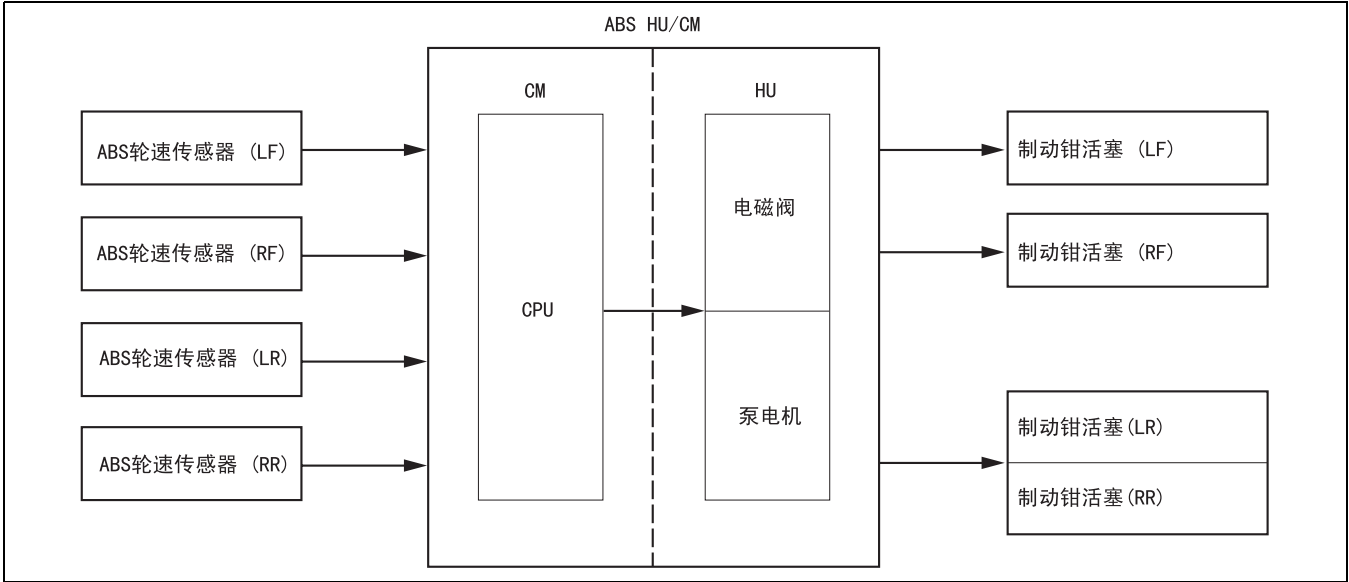 ABS HU/CM
CM
HU
ABS轮速传感器 (LF)
ABS轮速传感器 (RF)
ABS轮速传感器 (LR)
ABS轮速传感器 (RR)
CPU
电磁阀
泵电机
制动钳活塞 (LF)
制动钳活塞 (RF)
制动钳活塞(LR)
制动钳活塞(RR)